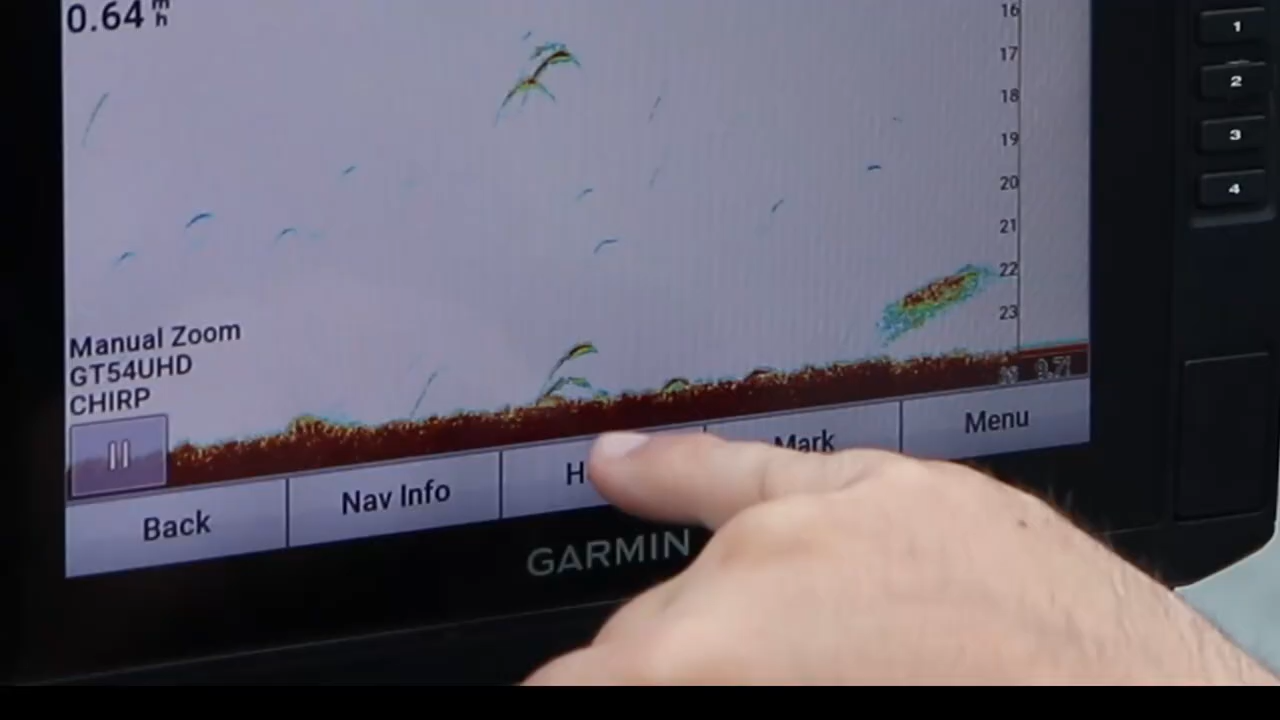 0.64 m/h
16
17
18
19
20
21
22
23
Manual Zoom
GT54UHD
CHIRP
Back
Nav Info
H
Mark
Menu
GARMIN
1
2
3
4